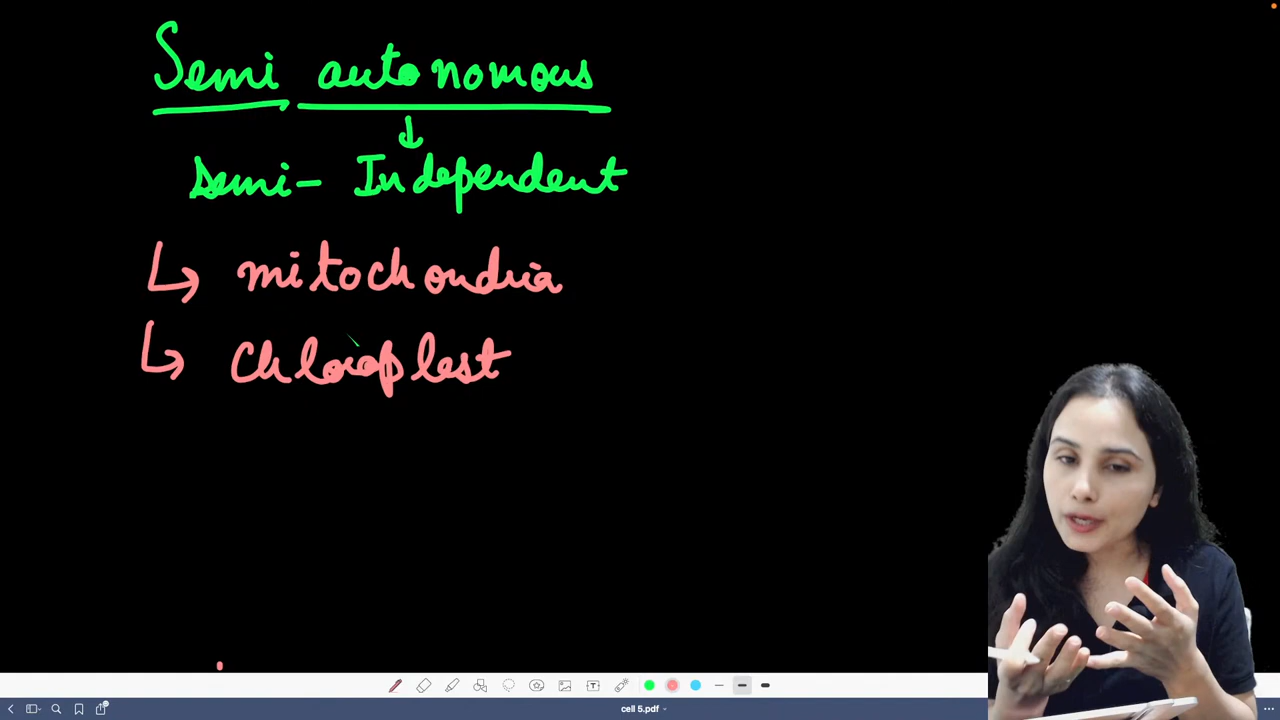 Semi autonomous
Semi- Independent
mitochondria
Chloroplast
cell 5.pdf